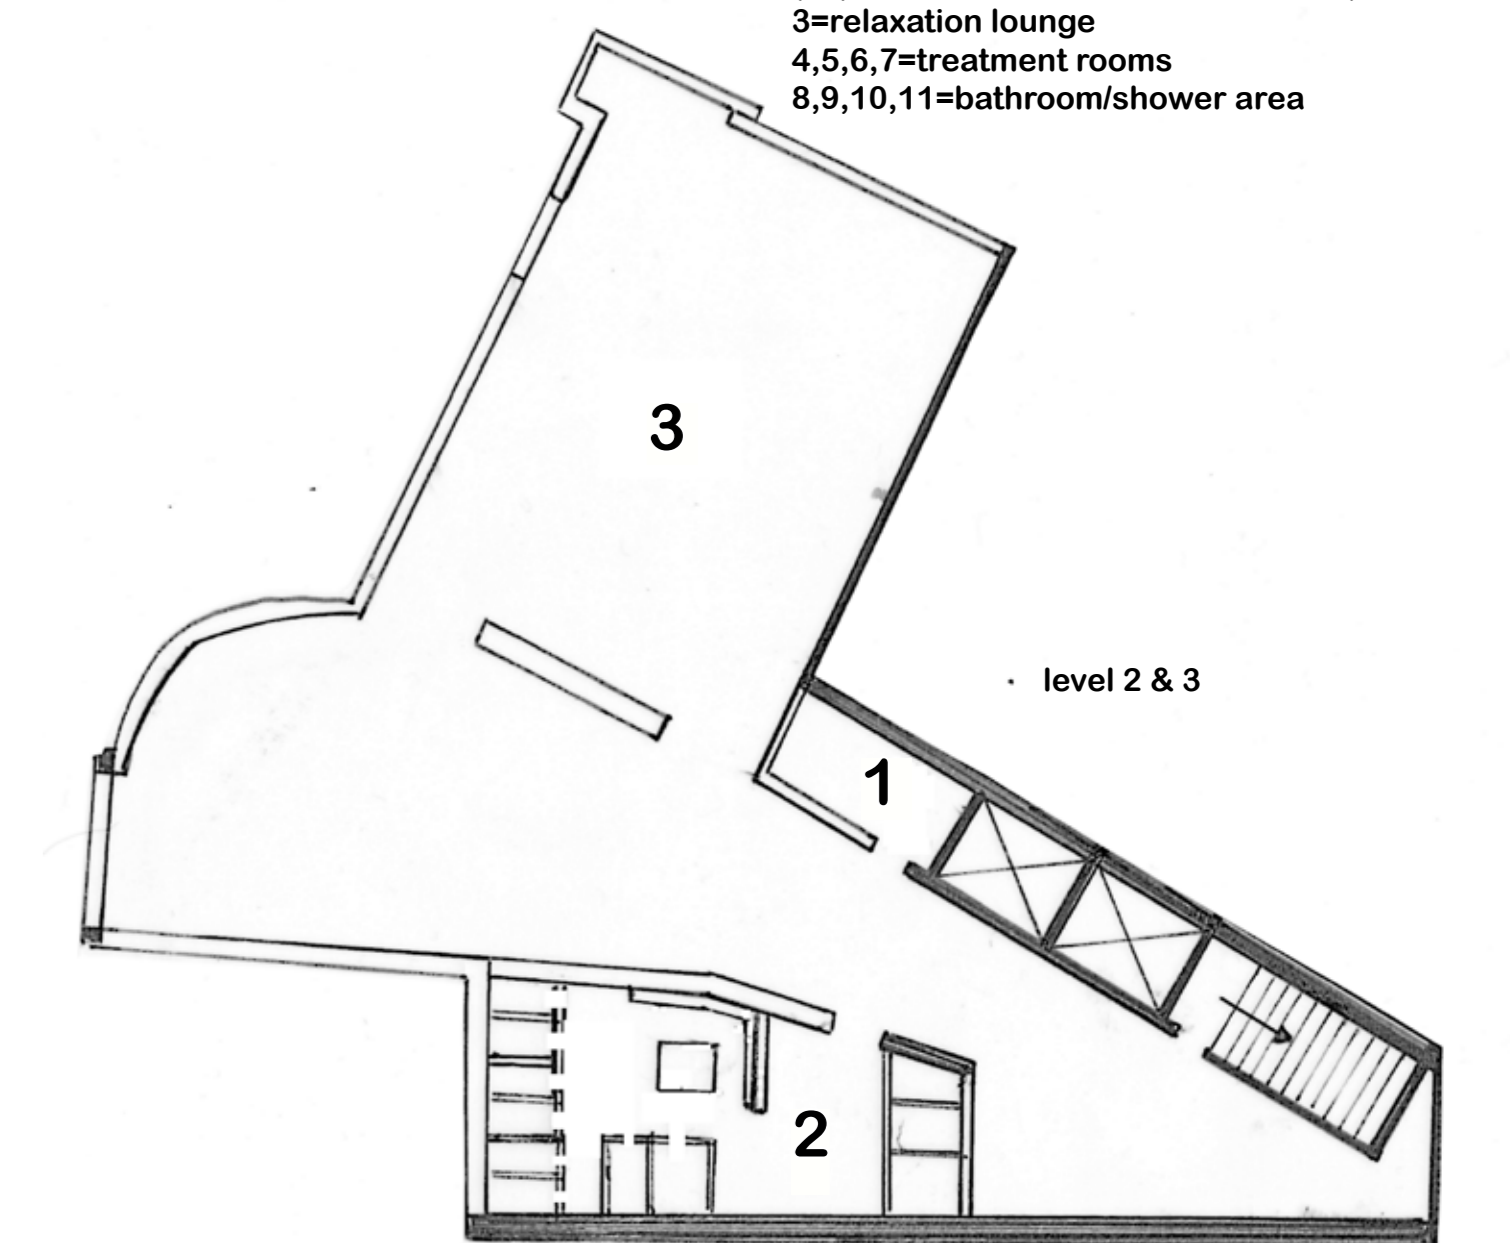 3=relaxation lounge
4,5,6,7=treatment rooms
8,9,10,11=bathroom/shower area
3
level 2 & 3
1
2